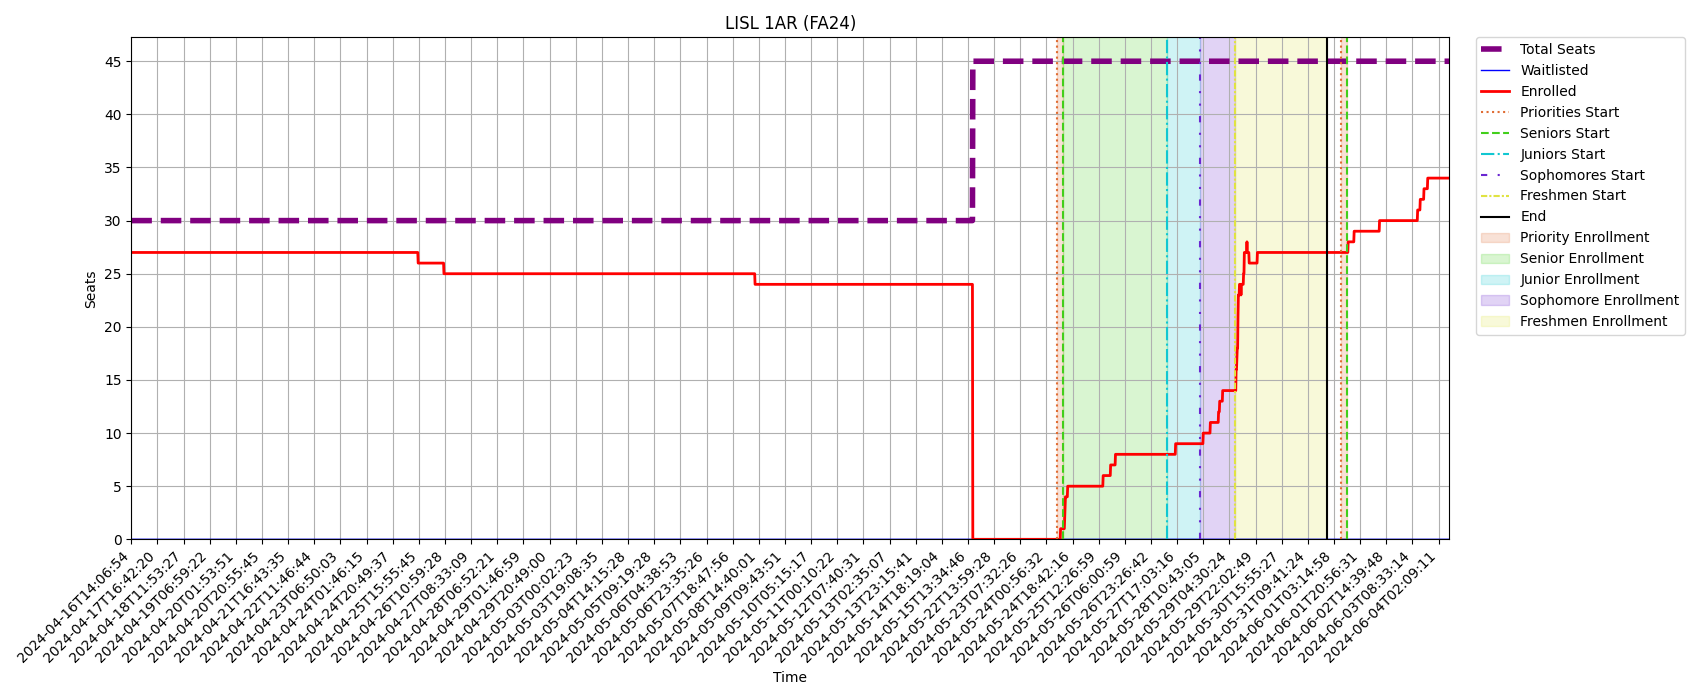 LISL 1AR (FA24)
Seats
45
40
35
30
25
20
15
10
5
0
2024-04-16T14:06:54
2024-04-17T16:42:20
2024-04-18T11:53:27
2024-04-19T06:59:22
2024-04-20T01:53:51
2024-04-20T20:55:45
2024-04-21T16:43:35
2024-04-22T11:46:44
2024-04-23T06:50:03
2024-04-24T01:46:15
2024-04-24T20:49:37
2024-04-25T15:55:45
2024-04-26T10:59:28
2024-04-27T08:33:09
2024-04-28T06:52:21
2024-04-29T01:46:59
2024-04-29T20:49:00
2024-05-03T00:02:23
2024-05-03T19:08:35
2024-05-04T14:15:28
2024-05-05T09:19:28
2024-05-06T04:38:53
2024-05-06T23:35:26
2024-05-07T18:47:56
2024-05-08T14:40:01
2024-05-09T09:43:51
2024-05-10T05:15:17
2024-05-11T00:10:22
2024-05-12T07:40:31
2024-05-13T02:35:07
2024-05-13T23:15:41
2024-05-14T18:19:04
2024-05-15T13:34:46
2024-05-22T13:59:28
2024-05-23T07:32:26
2024-05-24T00:56:32
2024-05-24T18:42:16
2024-05-25T12:26:59
2024-05-26T06:00:59
2024-05-26T23:26:42
2024-05-27T17:03:16
2024-05-28T10:43:05
2024-05-29T04:30:24
2024-05-29T22:02:49
2024-05-30T15:55:27
2024-05-31T09:41:24
2024-06-01T03:14:58
2024-06-01T20:56:31
2024-06-02T14:39:48
2024-06-03T08:33:14
2024-06-04T02:09:11
Time
Total Seats
Waitlisted
Enrolled
Priorities Start
Seniors Start
Juniors Start
Sophomores Start
Freshmen Start
End
Priority Enrollment
Senior Enrollment
Junior Enrollment
Sophomore Enrollment
Freshmen Enrollment